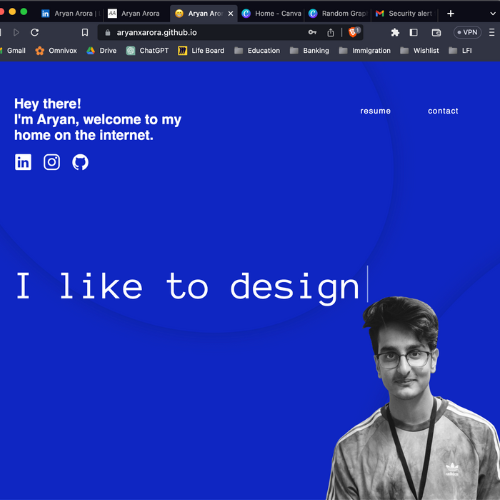 Aryan Arora |
Aryan Arora
Aryan Aro
Home - Canva
Random Grap
Security alert
aryanxarora.github.io
VPN
Gmail
Omnivox
Drive
ChatGPT
Life Board
Education
Banking
Immigration
Wishlist
LFI
Hey there!
I'm Aryan, welcome to my
home on the internet.
resume
contact
in
I like to design
adidas